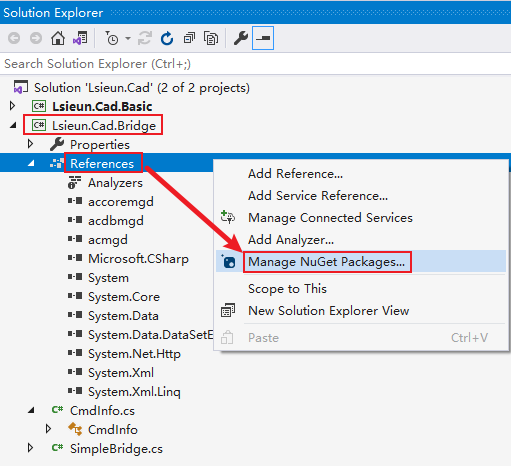 Solution Explorer
Search Solution Explorer (Ctrl+;)
Solution 'Lsieun.Cad' (2 of 2 projects)
C# Lsieun.Cad.Basic
C# Lsieun.Cad.Bridge
Properties
References
Analyzers
accoremgd
acdbmgd
acmgd
Microsoft.CSharp
System
System.Core
System.Data
System.Data.DataSetE
System.Net.Http
System.Xml
System.Xml.Linq
C# CmdInfo.cs
CmdInfo
C# SimpleBridge.cs
Add Reference...
Add Service Reference...
Manage Connected Services
Add Analyzer...
Manage NuGet Packages...
Scope to This
New Solution Explorer View
Paste Ctrl+V